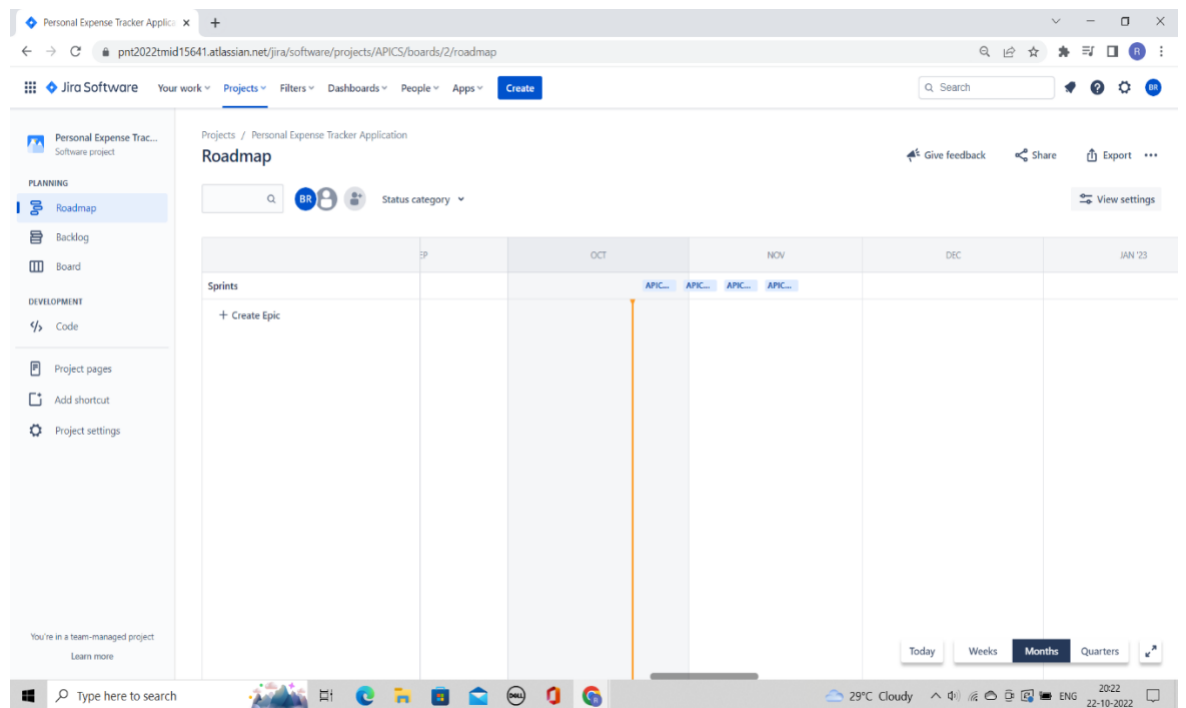 Personal Expense Tracker Applica
pnt2022tmid15641.atlassian.net/jira/software/projects/APICS/boards/2/roadmap
R
Jira Software Your work Projects Filters Dashboards People Apps Create Search BR
Personal Expense Trac...
Software project
PLANNING
Roadmap
Backlog
Board
DEVELOPMENT
Code
Project pages
Add shortcut
Project settings
You're in a team-managed project
Learn more
Projects / Personal Expense Tracker Application
Roadmap
Give feedback Share Export
BR Status category View settings
EP OCT NOV DEC JAN '23
Sprints APIC... APIC... APIC... APIC...
+ Create Epic
Today Weeks Months Quarters
Type here to search DELL 29°C Cloudy ENG 20:22
22-10-2022